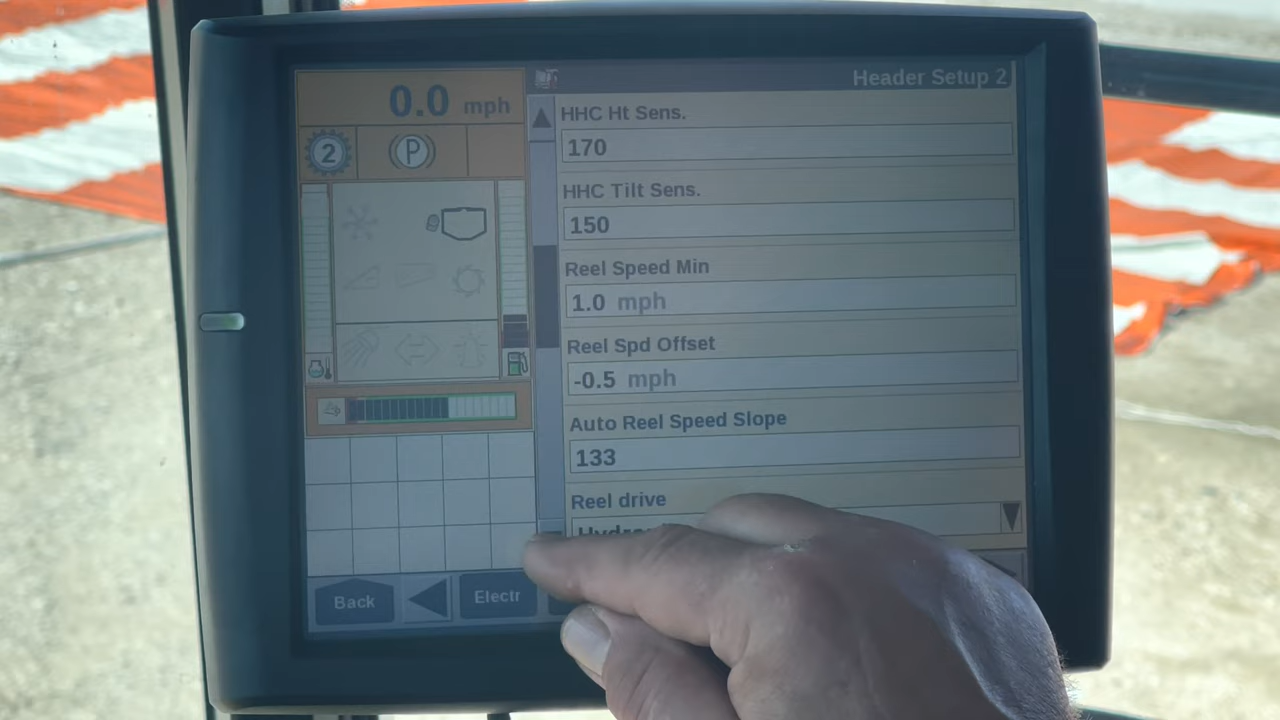 0.0 mph
2
P
Header Setup 2
HHC Ht Sens.
170
HHC Tilt Sens.
150
Reel Speed Min
1.0 mph
Reel Spd Offset
-0.5 mph
Auto Reel Speed Slope
133
Reel drive
Back
Electr